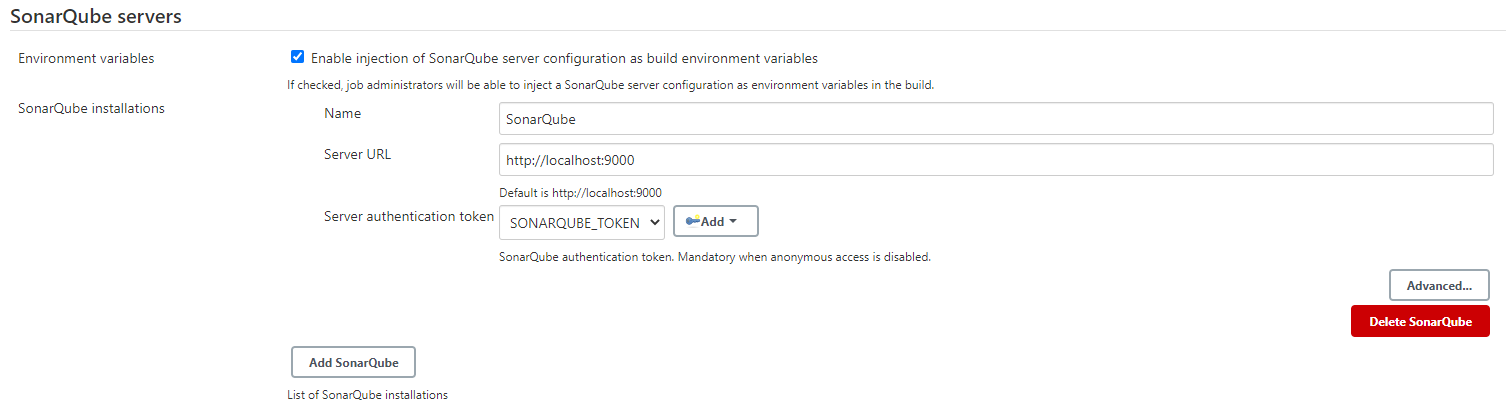 SonarQube servers
Environment variables
Enable injection of SonarQube server configuration as build environment variables
If checked, job administrators will be able to inject a SonarQube server configuration as environment variables in the build.
SonarQube installations
Name
SonarQube
Server URL
http://localhost:9000
Default is http://localhost:9000
Server authentication token
SONARQUBE_TOKEN
Add
SonarQube authentication token. Mandatory when anonymous access is disabled.
Advanced...
Delete SonarQube
Add SonarQube
List of SonarQube installations